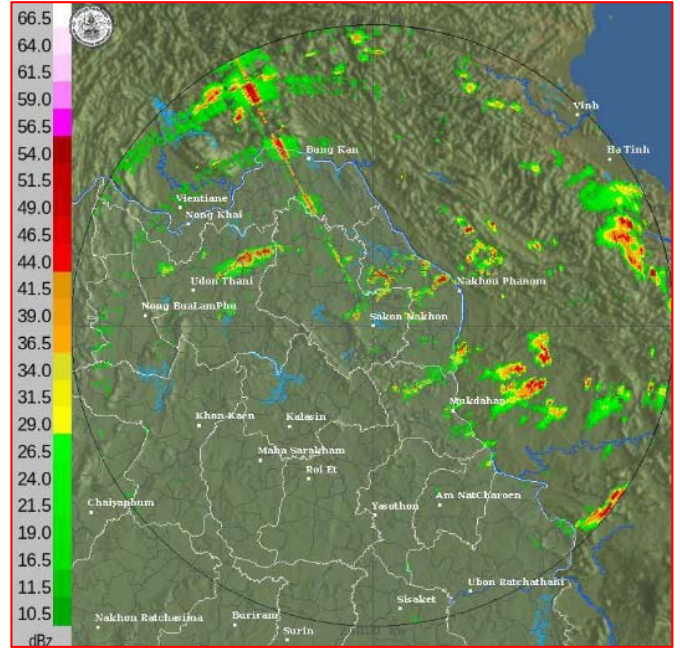 66.5
64.0
61.5
59.0
56.5
54.0
51.5
49.0
46.5
44.0
41.5
39.0
36.5
34.0
31.5
29.0
26.5
24.0
21.5
19.0
16.5
14.0
11.5
10.5
dBz
Vinh
Ha Tinh
Bung Kan
Vientiane
Nong Khai
Udon Thani
Nakhon Phanom
Nong BuaLamPhu
Sakon Nakhon
Mukdahan
Khon Kaen
Kalasin
Maha Sarakham
Roi Et
Chaiyaphum
Yasothon
Am NatCharoen
Ubon Ratchathani
Sisaket
Nakhon Ratchasima
Buriram
Surin